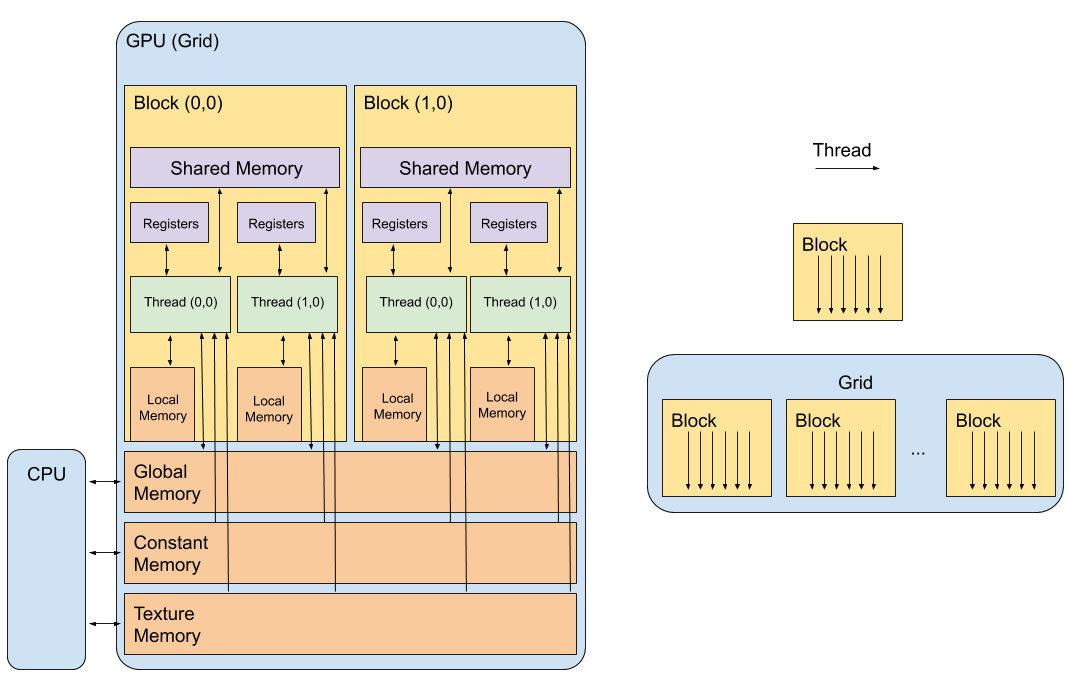 GPU (Grid)
Block (0,0)
Shared Memory
Registers
Registers
Thread (0,0)
Thread (1,0)
Local
Memory
Local
Memory
Block (1,0)
Shared Memory
Registers
Registers
Thread (0,0)
Thread (1,0)
Local
Memory
Local
Memory
CPU
Global
Memory
Constant
Memory
Texture
Memory
Thread
Block
Grid
Block
Block
...
Block